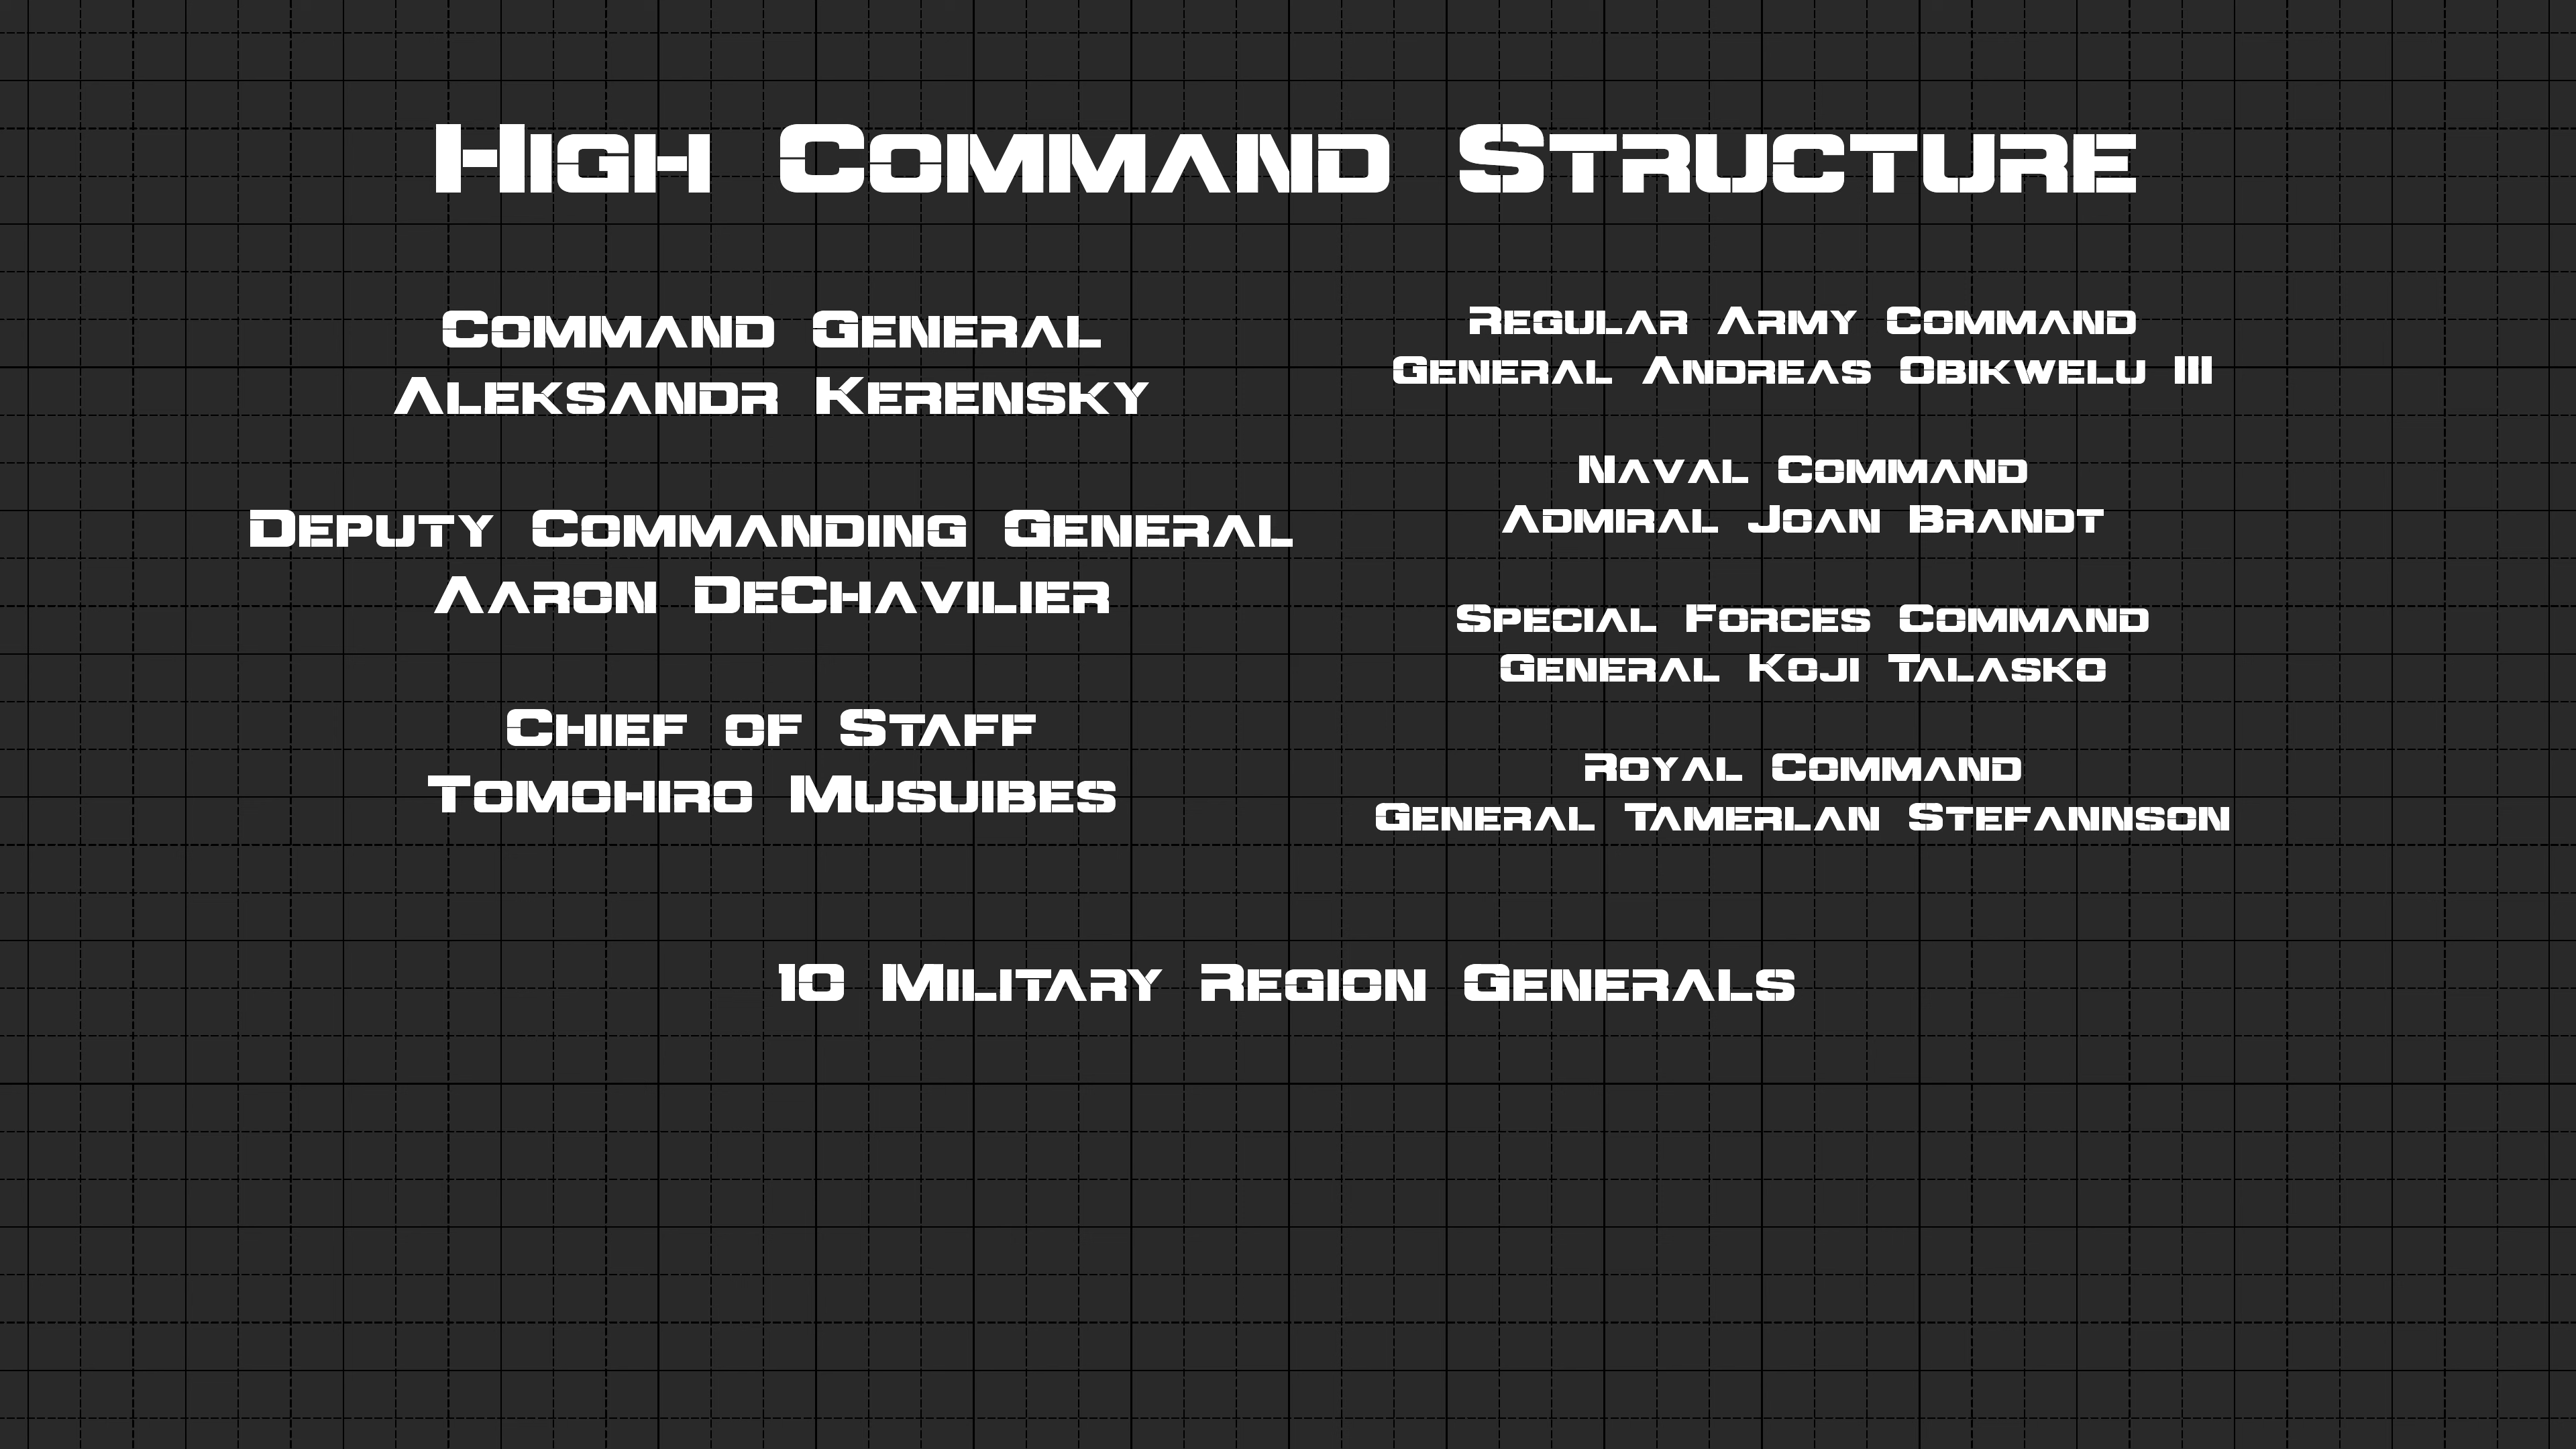 High Command Structure
Command General
Aleksandr Kerensky
Deputy Commanding General
Aaron DeChavilier
Chief of Staff
Tomohiro Musuibes
Regular Army Command
General Andreas Obikwelu III
Naval Command
Admiral Joan Brandt
Special Forces Command
General Koji Talasko
Royal Command
General Tamerlan Stefannson
10 Military Region Generals